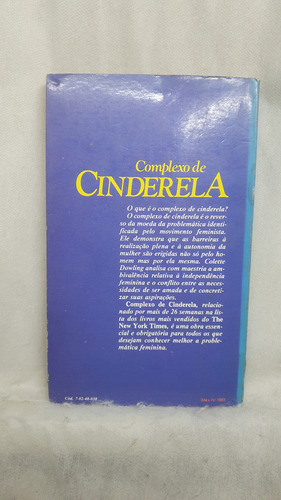 Complexo de
CINDERELA
O que é o complexo de cinderela?
O complexo de cinderela é o rever-
so da moeda da problemática identi-
ficada pelo movimento feminista.
Ele demonstra que as barreiras à
realização plena e à autonomia da
mulher são erigidas não só pelo ho-
mem mas por ela mesma. Colette
Dowling analisa com maestria a am-
bivalência relativa à independência
feminina e o conflito entre as neces-
sidades de ser amada e de concreti-
zar suas aspirações.
Complexo de Cinderela, relacio-
nado por mais de 26 semanas na lis-
ta dos livros mais vendidos do The
New York Times, é uma obra essen-
cial e obrigatória para todos os que
desejam conhecer melhor a proble-
mática feminina.
Cód.